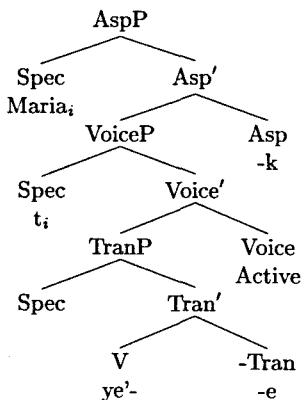 AspP
Spec Asp′
Maria_i
VoiceP Asp
-k
Spec Voice′
t_i
TranP Voice
Active
Spec Tran′
V -Tran
ye'- -e